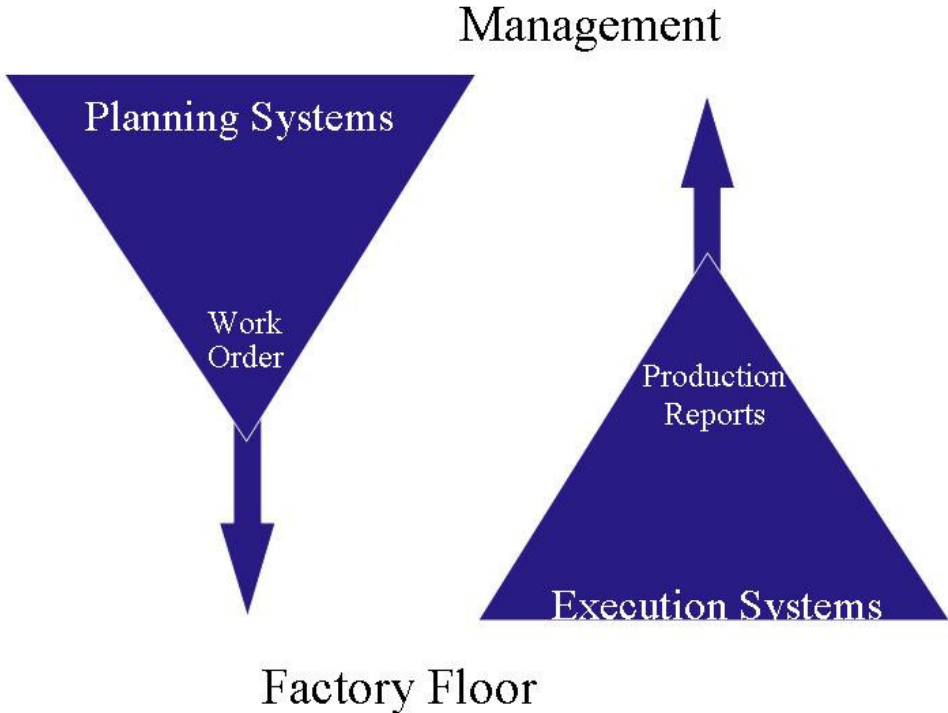 Management
Planning Systems
Work
Order
Production
Reports
Execution Systems
Factory Floor